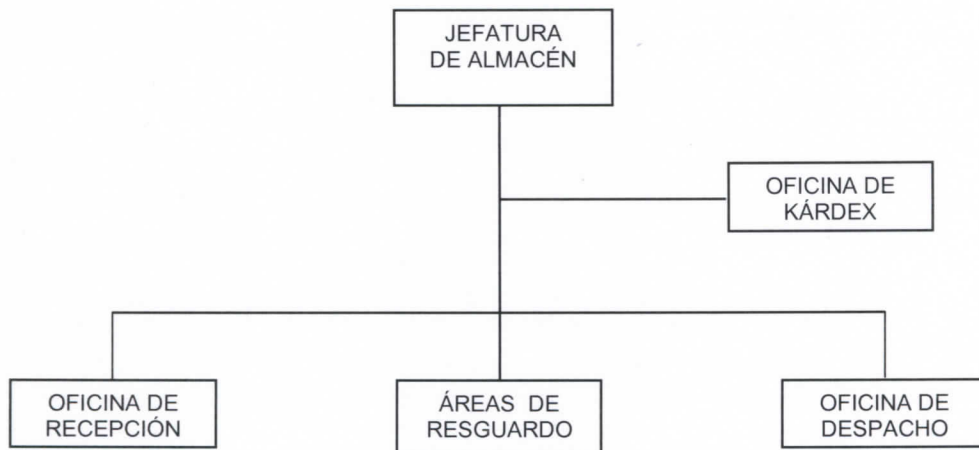 JEFATURA
DE ALMACÉN
OFICINA DE
KÁRDEX
OFICINA DE
RECEPCIÓN
ÁREAS DE
RESGUARDO
OFICINA DE
DESPACHO